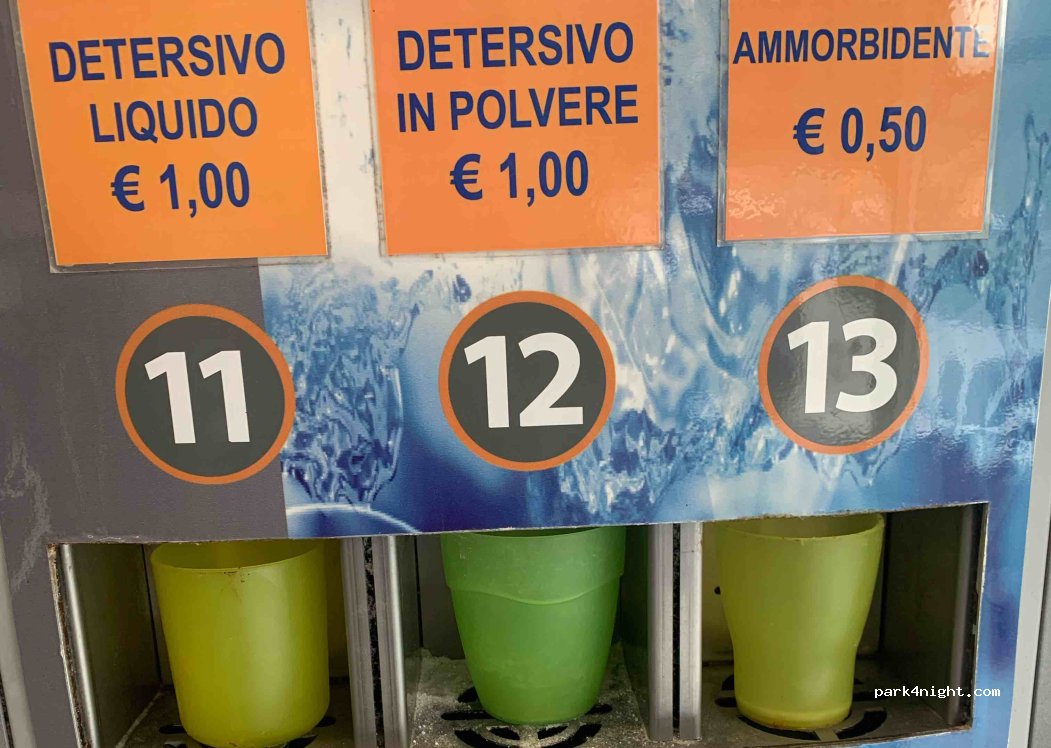 DETERSIVO
LIQUIDO
€ 1,00
DETERSIVO
IN POLVERE
€ 1,00
AMMORBIDENTE
€ 0,50
11
12
13
park4night.com